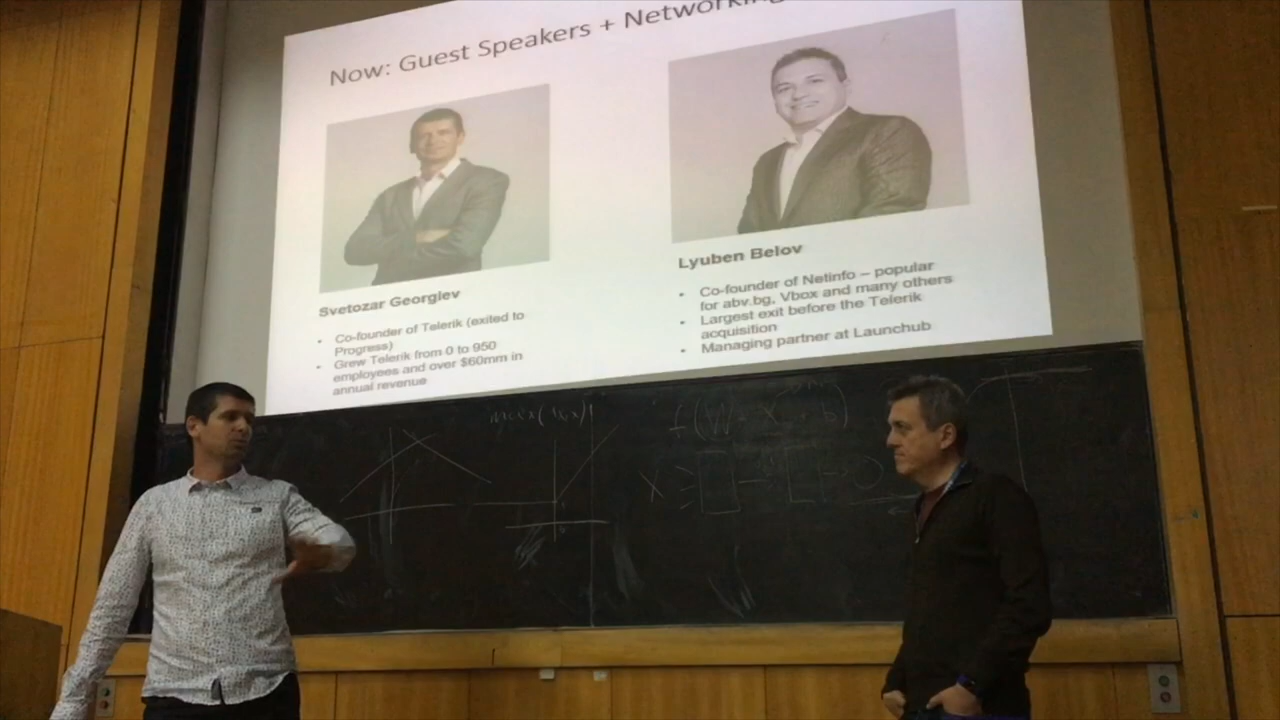 Now: Guest Speakers + Networking
Svetozar Georgiev
• Co-founder of Telerik (exited to
Progress)
• Grew Telerik from 0 to 950
employees and over $60mm in
annual revenue
Lyuben Belov
• Co-founder of Netinfo – popular
for abv.bg, Vbox and many others
• Largest exit before the Telerik
acquisition
• Managing partner at Launchub
X